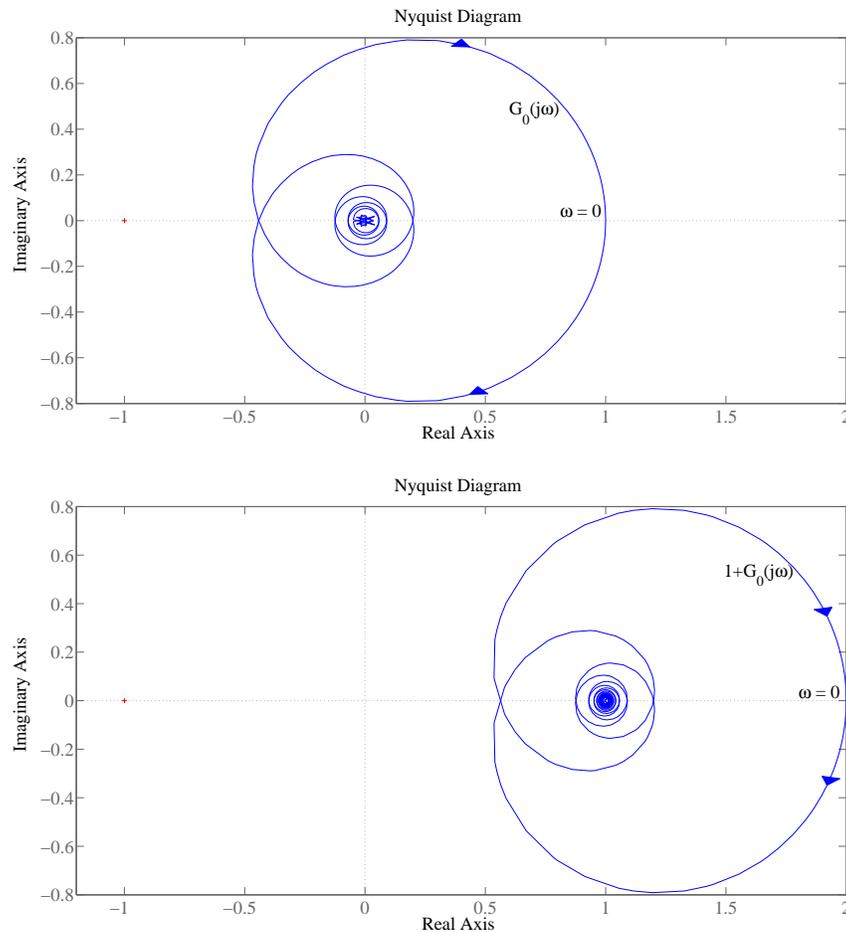 Nyquist Diagram
0.8
0.6
0.4
0.2
0
−0.2
−0.4
−0.6
−0.8
Imaginary Axis
G0(jω)
ω = 0
−1 −0.5 0 0.5 1 1.5 2
Real Axis
Nyquist Diagram
0.8
0.6
0.4
0.2
0
−0.2
−0.4
−0.6
−0.8
Imaginary Axis
1+G0(jω)
ω = 0
−1 −0.5 0 0.5 1 1.5 2
Real Axis